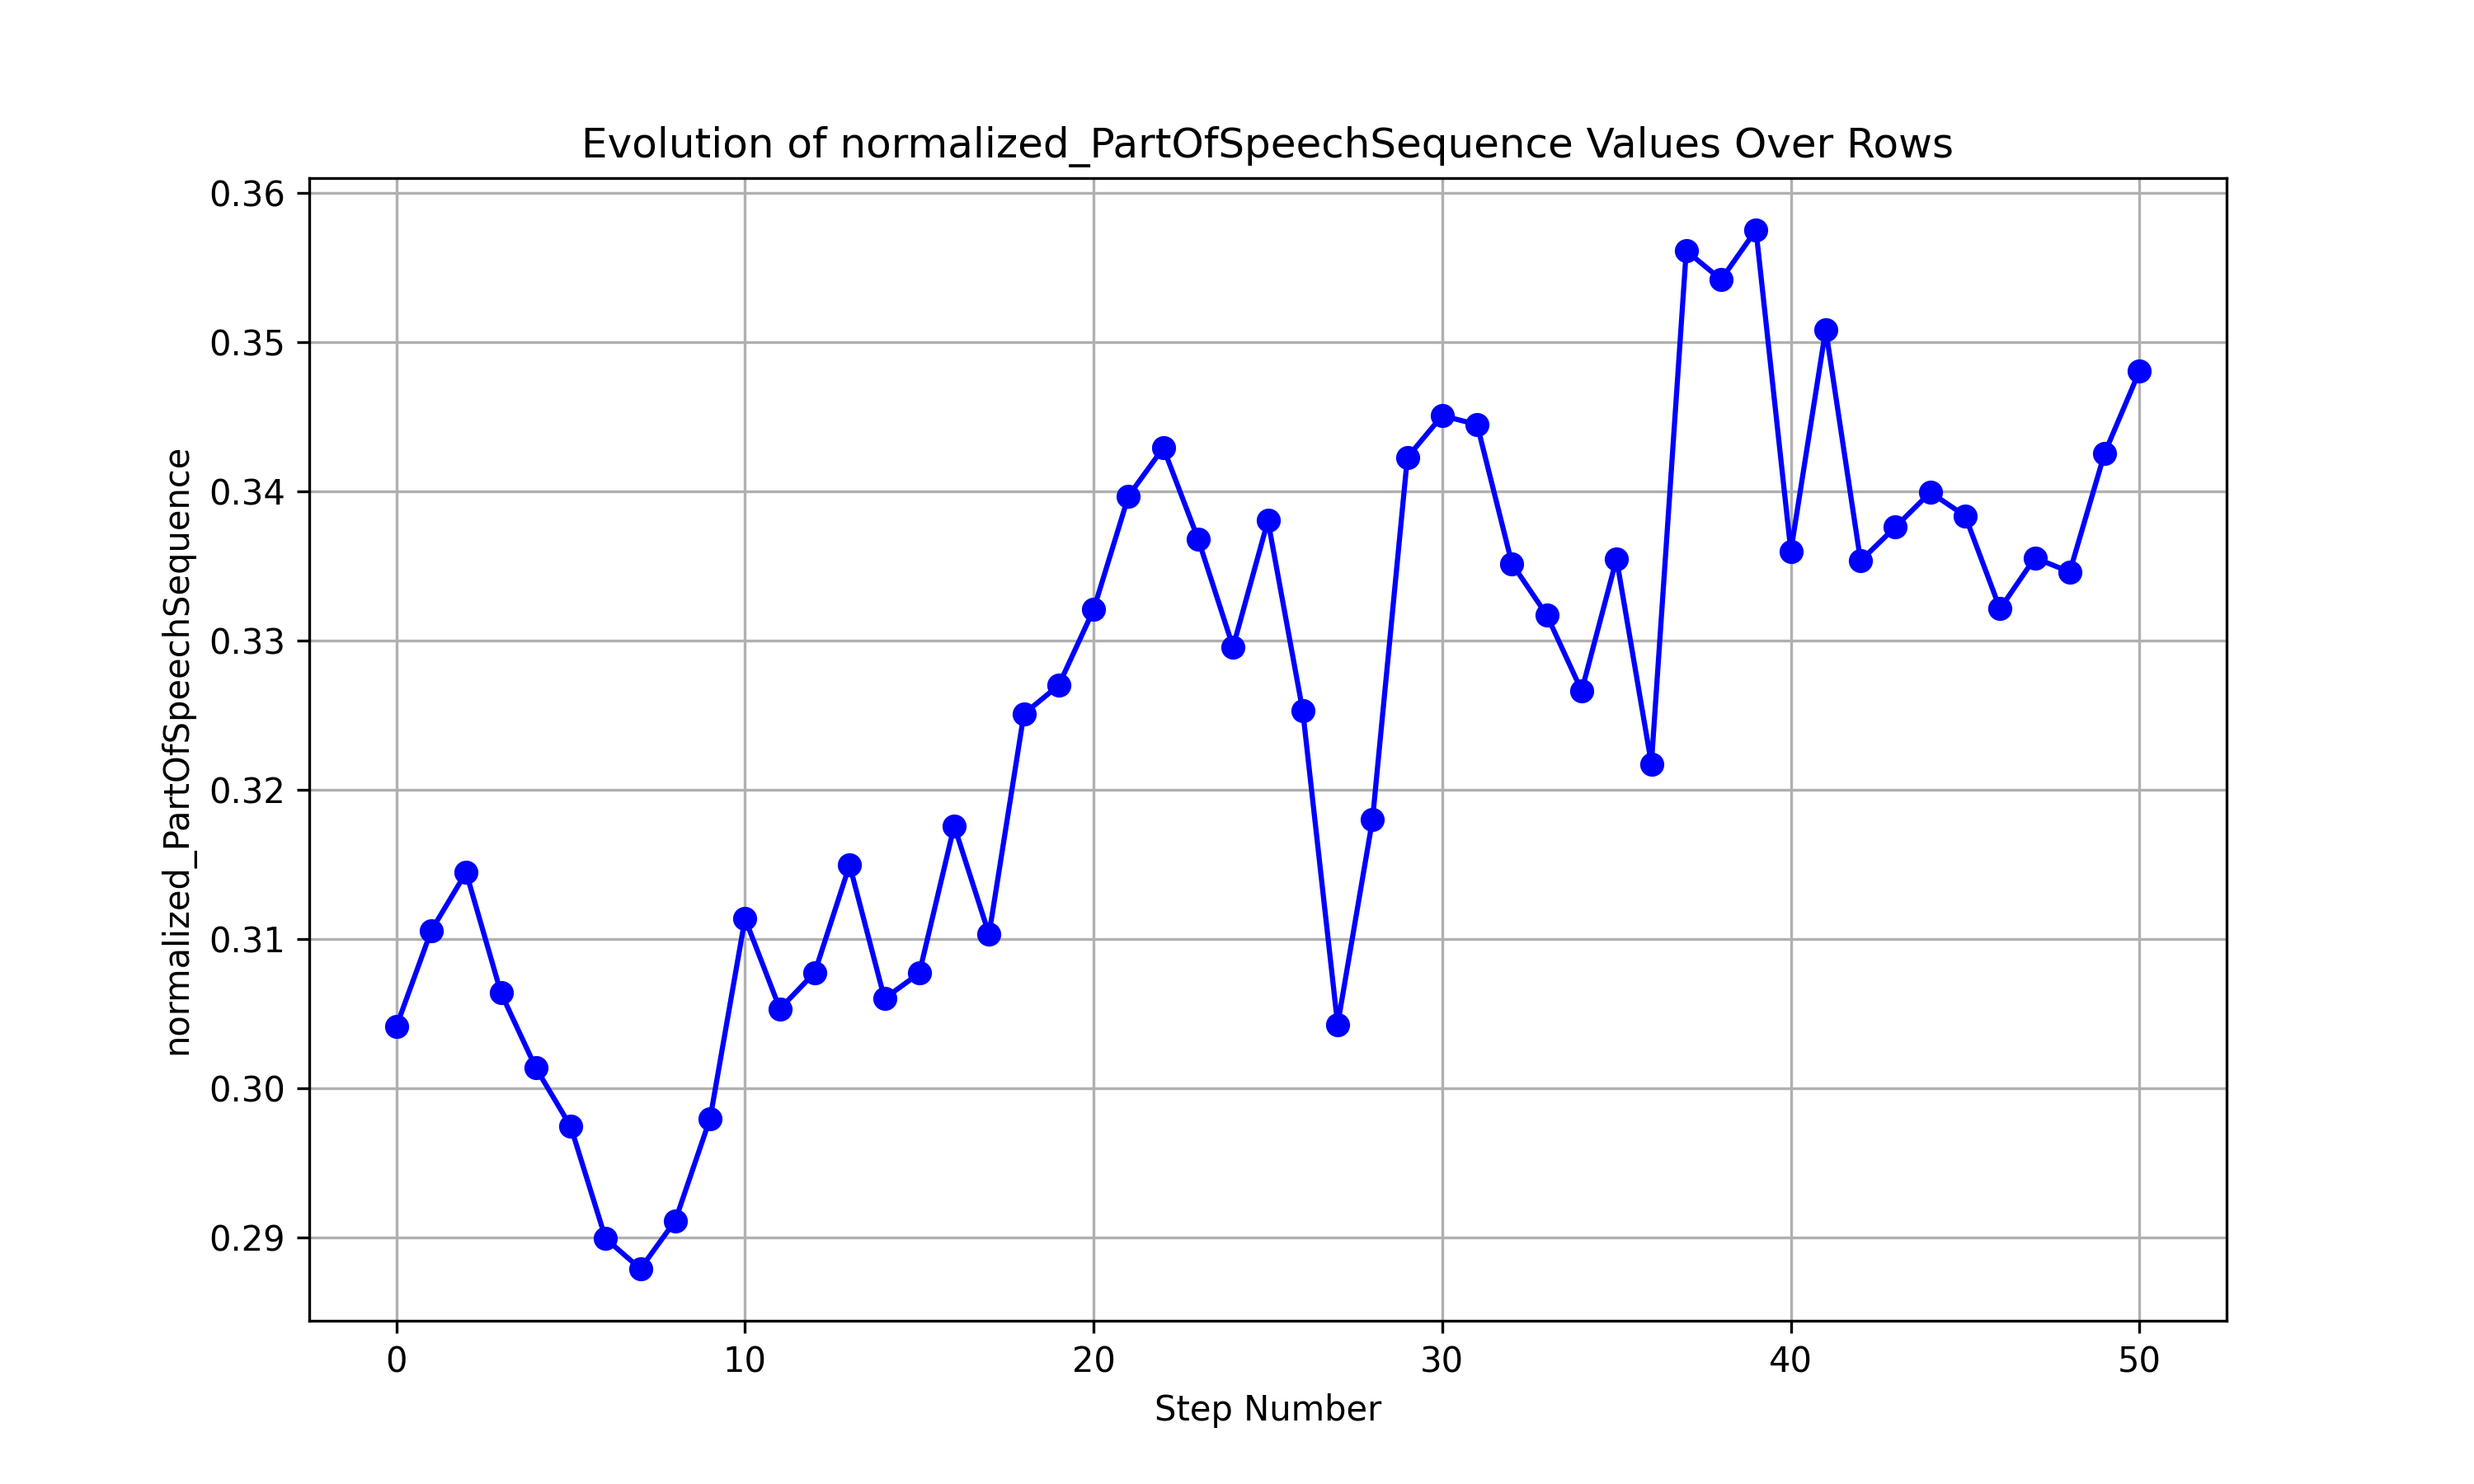 Evolution of normalized_PartOfSpeechSequence Values Over Rows
normalized_PartOfSpeechSequence
0.36
0.35
0.34
0.33
0.32
0.31
0.30
0.29
0 10 20 30 40 50
Step Number